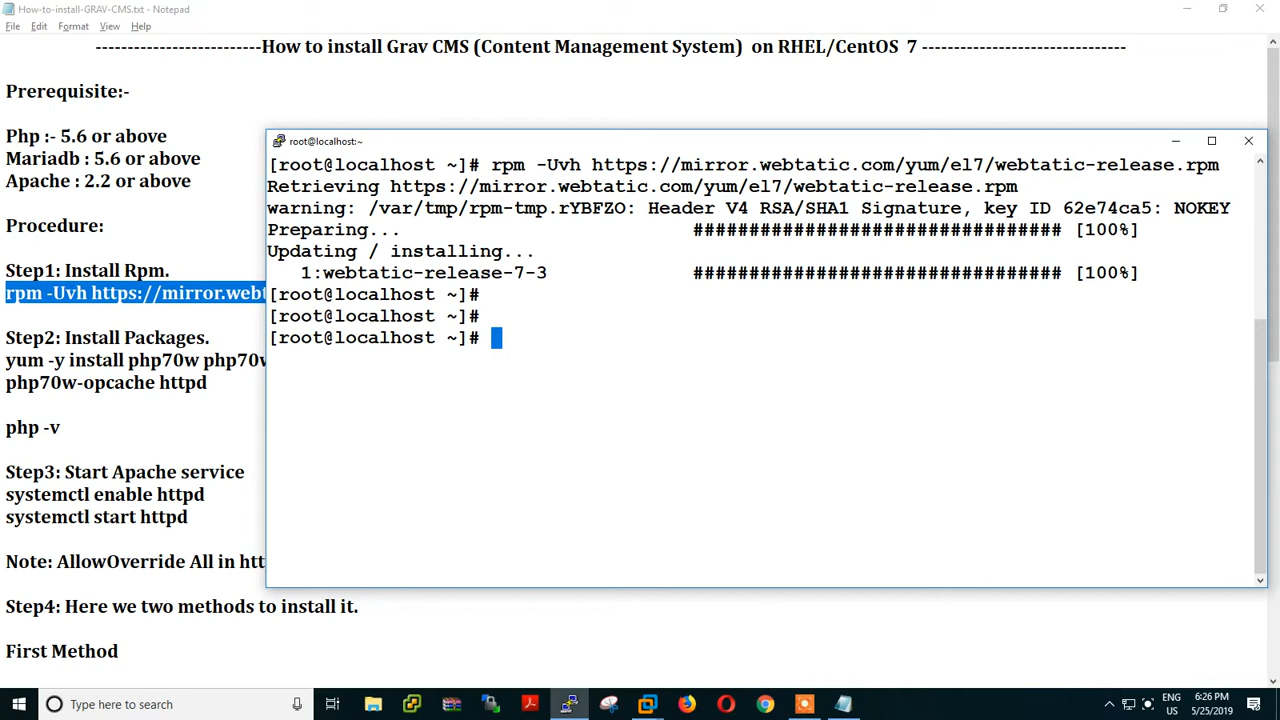 How-to-install-GRAV-CMS.txt - Notepad
File Edit Format View Help
-------------------------How to install Grav CMS (Content Management System)  on RHEL/CentOS  7 -------------------------------
Prerequisite:-
Php :- 5.6 or above
Mariadb : 5.6 or above
Apache : 2.2 or above
Procedure:
Step1: Install Rpm.
rpm -Uvh https://mirror.webt
Step2: Install Packages.
yum -y install php70w php70w
php70w-opcache httpd
php -v
Step3: Start Apache service
systemctl enable httpd
systemctl start httpd
Note: AllowOverride All in htt
Step4: Here we two methods to install it.
First Method
root@localhost:~
[root@localhost ~]# rpm -Uvh https://mirror.webtatic.com/yum/el7/webtatic-release.rpm
Retrieving https://mirror.webtatic.com/yum/el7/webtatic-release.rpm
warning: /var/tmp/rpm-tmp.rYBFZO: Header V4 RSA/SHA1 Signature, key ID 62e74ca5: NOKEY
Preparing... ################################# [100%]
Updating / installing...
1:webtatic-release-7-3 ################################# [100%]
[root@localhost ~]#
[root@localhost ~]#
[root@localhost ~]#
Type here to search
ENG
US
6:26 PM
5/25/2019